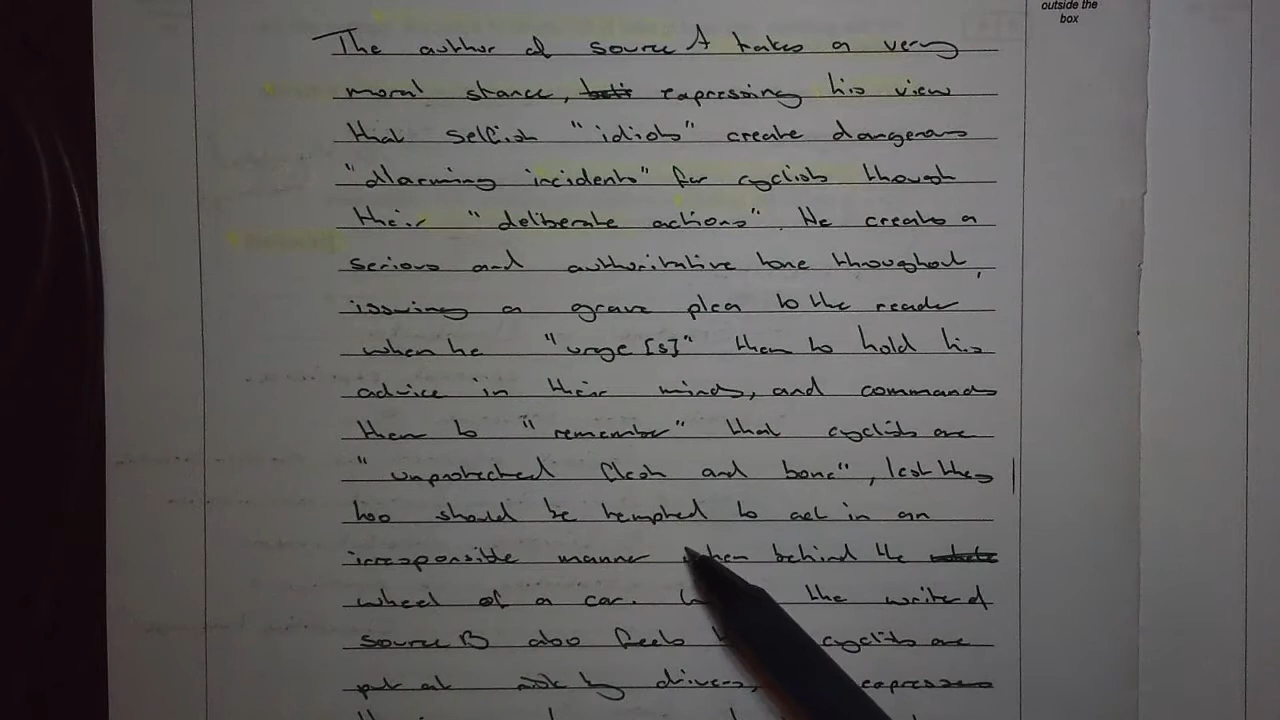 outside the
box
The author of source A takes a very
moral stance, expressing his view
that selfish "idiots" create dangerous
"alarming incidents" for cyclists though
their "deliberate actions". He creates a
serious and authoritative tone throughout,
issuing a grave plea to the reader
when he "urge[s]" them to hold his
advice in their minds, and commands
them to "remember" that cyclists are
"unprotected flesh and bone", lest they
too should be tempted to act in an
irresponsible manner when behind the
wheel of a car. the writer of
source B also feels cyclists are
put at risk by drivers, expresses